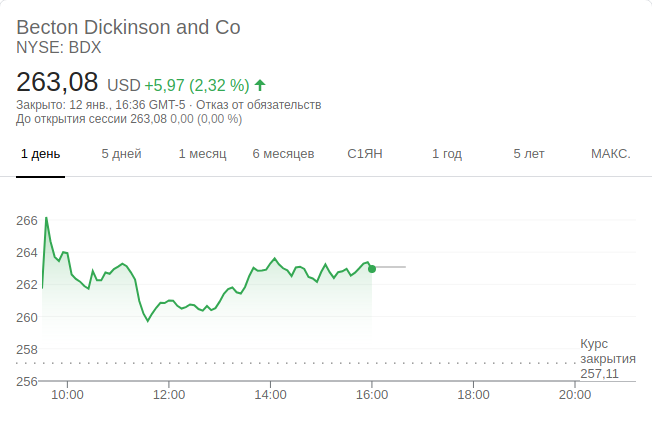 Becton Dickinson and Co
NYSE: BDX
263,08 USD +5,97 (2,32 %)
Закрыто: 12 янв., 16:36 GMT-5 · Отказ от обязательств
До открытия сессии 263,08 0,00 (0,00 %)
1 день 5 дней 1 месяц 6 месяцев С1ЯН 1 год 5 лет МАКС.
266
264
262
260
258
256
Курс
закрытия
257,11
10:00 12:00 14:00 16:00 18:00 20:00